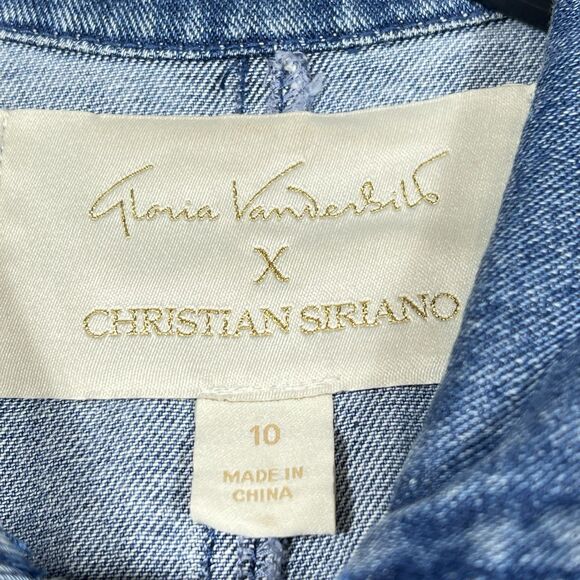 Gloria Vanderbilt
X
CHRISTIAN SIRIANO
10
MADE IN
CHINA